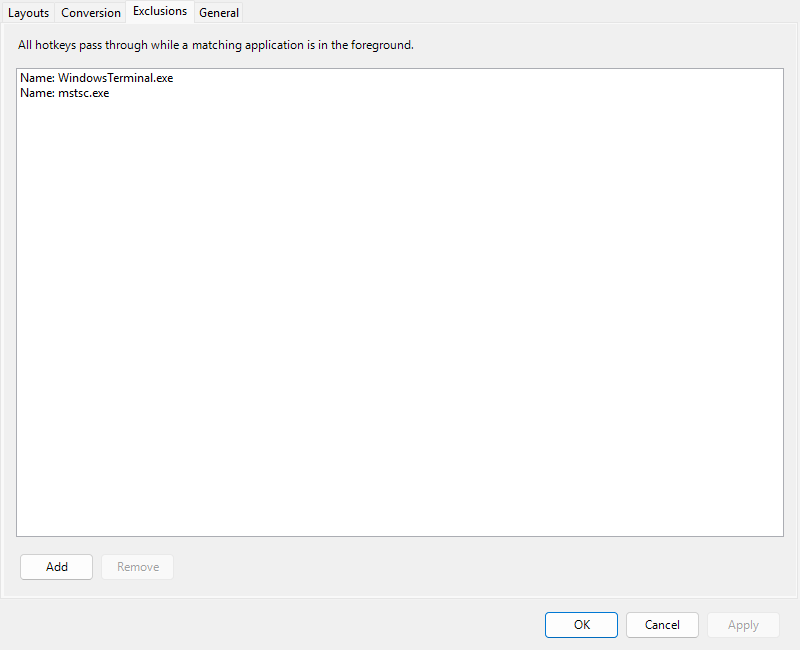 Layouts Conversion Exclusions General
All hotkeys pass through while a matching application is in the foreground.
Name: WindowsTerminal.exe
Name: mstsc.exe
Add Remove
OK Cancel Apply